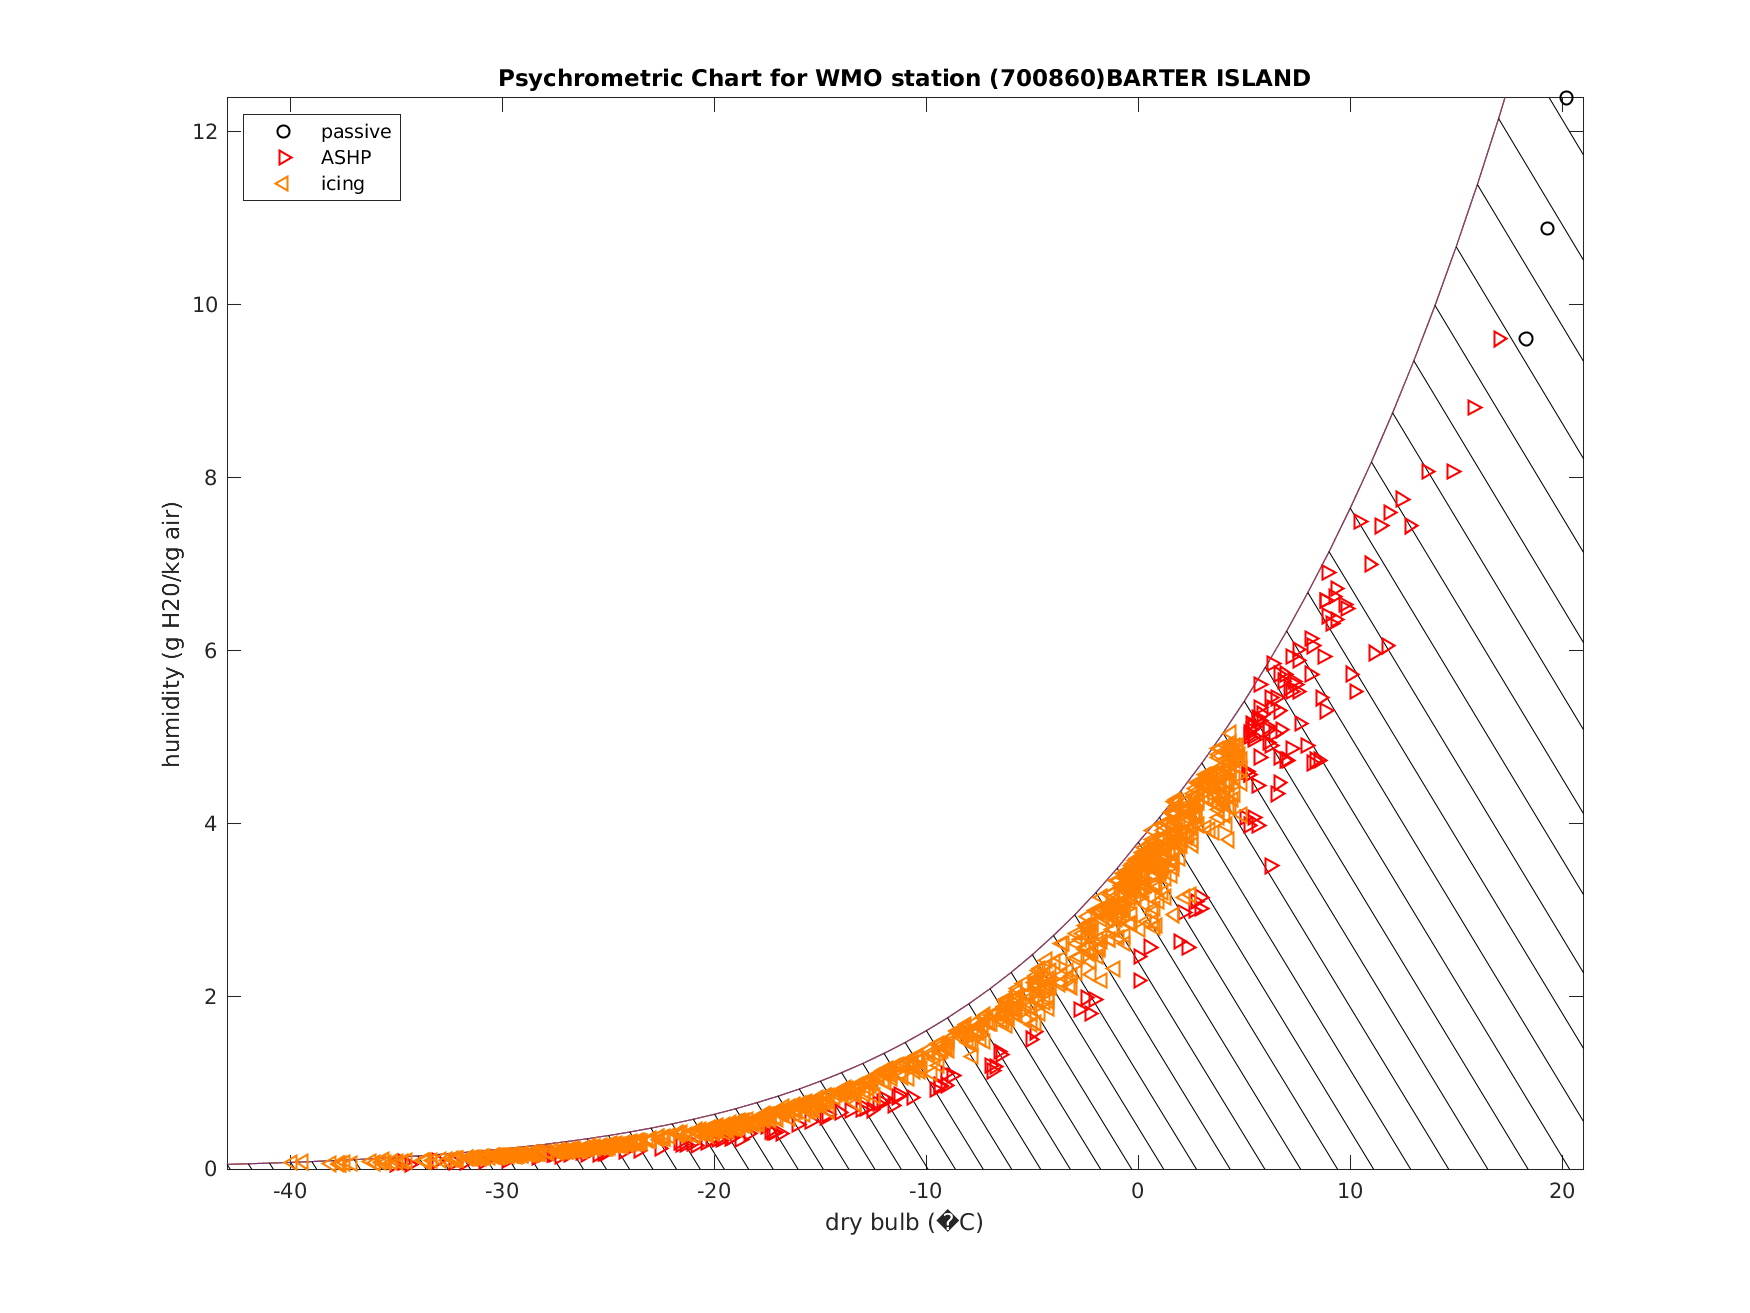 Psychrometric Chart for WMO station (700860)BARTER ISLAND
passive
ASHP
icing
12
10
8
6
4
2
0
humidity (g H20/kg air)
-40 -30 -20 -10 0 10 20
dry bulb (�C)